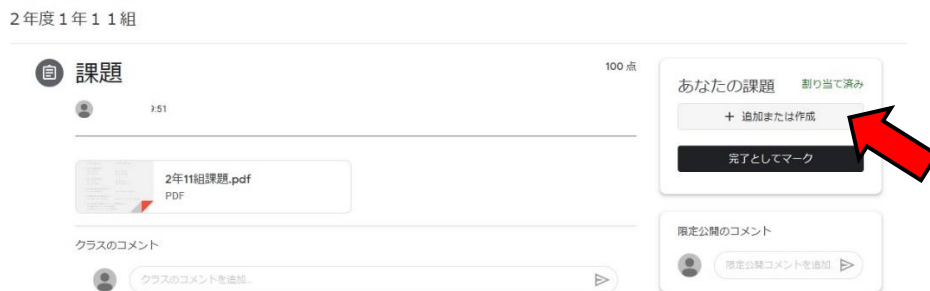 ２年度１年１１組
課題
100 点
9:51
2年11組課題.pdf
PDF
クラスのコメント
クラスのコメントを追加...
あなたの課題
割り当て済み
＋ 追加または作成
完了としてマーク
限定公開のコメント
限定公開コメントを追加...